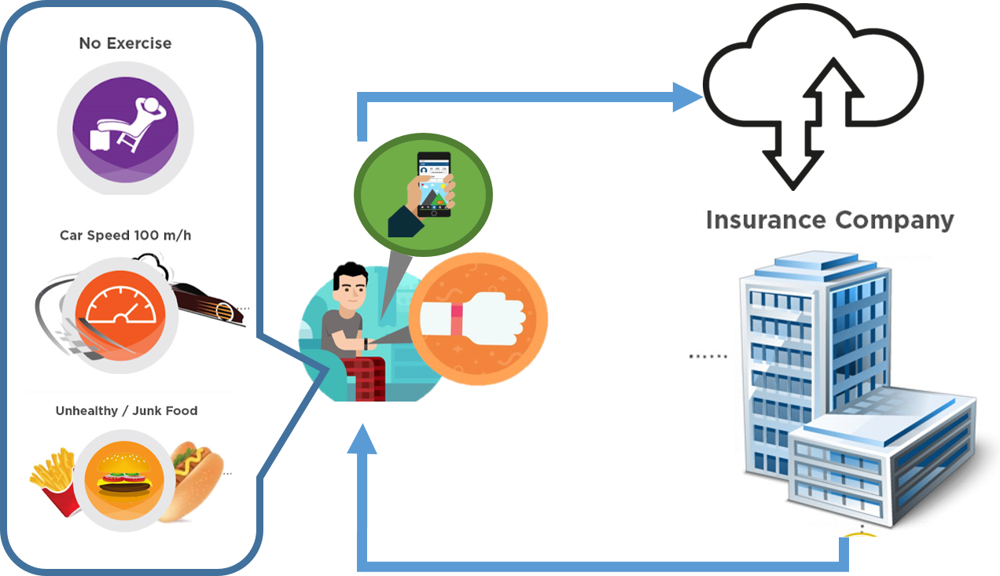 No Exercise
Car Speed 100 m/h
Unhealthy / Junk Food
Insurance Company